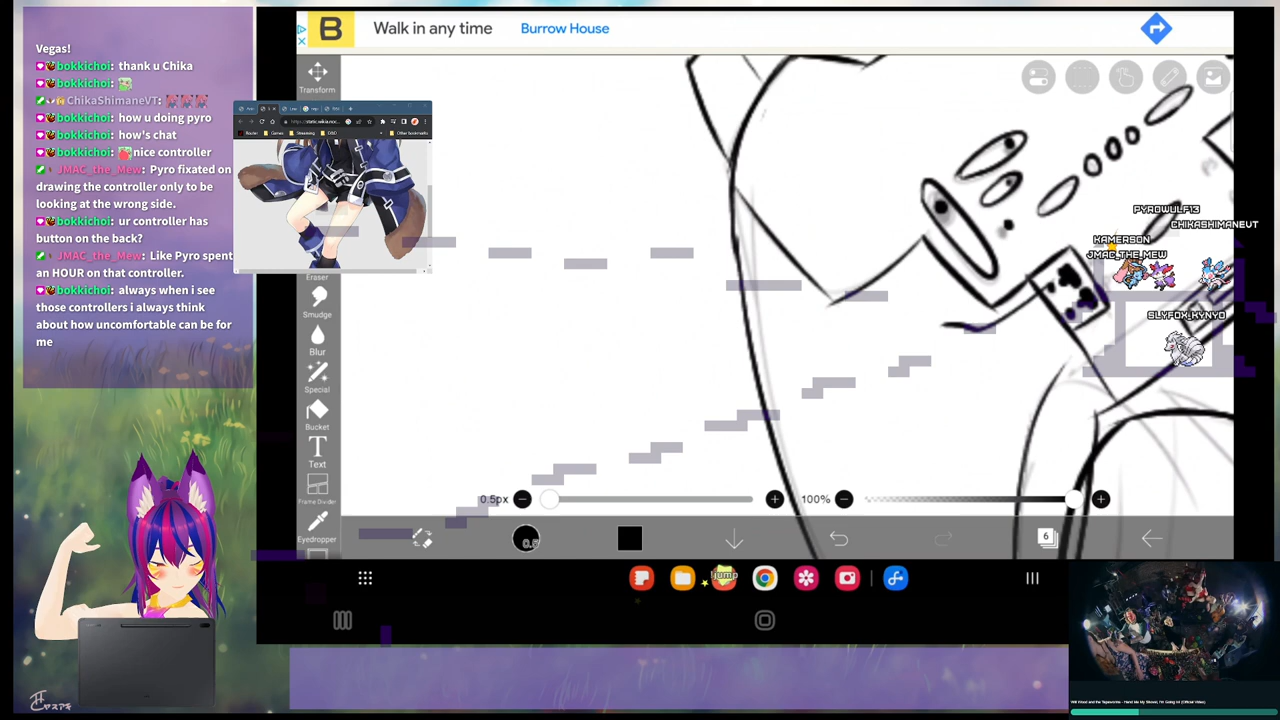 Vegas!
bokkichoi: thank u Chika
bokkichoi:
ChikaShimaneVT:
bokkichoi: how u doing pyro
bokkichoi: how's chat
bokkichoi: nice controller
JMAC_the_Mew: Pyro fixated on
drawing the controller only to be
looking at the wrong side.
bokkichoi: ur controller has
button on the back?
JMAC_the_Mew: Like Pyro spent
an HOUR on that controller.
bokkichoi: always when i see
those controllers i always think
about how uncomfortable can be for
me
B
Walk in any time
Burrow House
Transform
Eraser
Smudge
Blur
Special
Bucket
T
Text
Frame Divider
Eyedropper
PYROWULF13
CHIKASHIMANEVT
KAMERSON
JMAC_THE_MEW
SLYFOX_KYNYO
0.5px
100%
6
jump
Other bookmarks